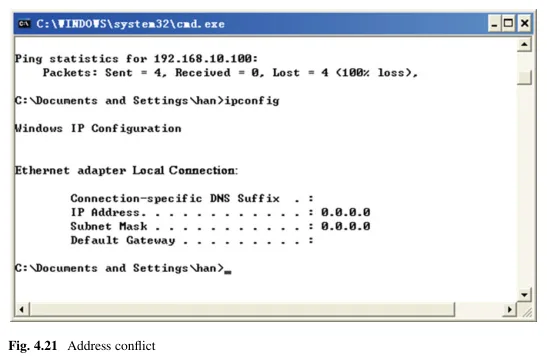 C:\WINDOWS\system32\cmd.exe
Ping statistics for 192.168.10.100:
    Packets: Sent = 4, Received = 0, Lost = 4 (100% loss),
C:\Documents and Settings\han>ipconfig
Windows IP Configuration
Ethernet adapter Local Connection:
        Connection-specific DNS Suffix  . :
        IP Address. . . . . . . . . . . . : 0.0.0.0
        Subnet Mask . . . . . . . . . . . : 0.0.0.0
        Default Gateway . . . . . . . . . :
C:\Documents and Settings\han>_
Fig. 4.21 Address conflict